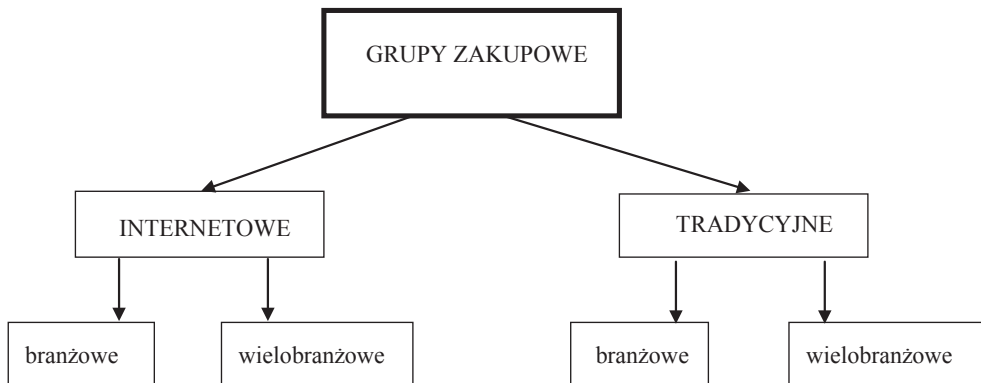 GRUPY ZAKUPOWE
INTERNETOWE
TRADYCYJNE
branżowe
wielobranżowe
branżowe
wielobranżowe